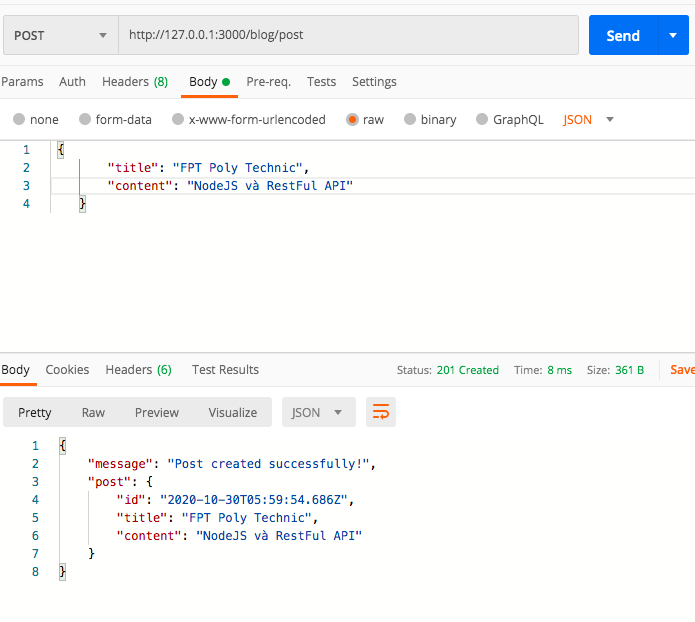 POST http://127.0.0.1:3000/blog/post Send
Params Auth Headers (8) Body Pre-req. Tests Settings
none form-data x-www-form-urlencoded raw binary GraphQL JSON
1 {
2 "title": "FPT Poly Technic",
3 "content": "NodeJS và RestFul API"
4 }
Body Cookies Headers (6) Test Results Status: 201 Created Time: 8 ms Size: 361 B Save
Pretty Raw Preview Visualize JSON
1 {
2 "message": "Post created successfully!",
3 "post": {
4 "id": "2020-10-30T05:59:54.686Z",
5 "title": "FPT Poly Technic",
6 "content": "NodeJS và RestFul API"
7 }
8 }